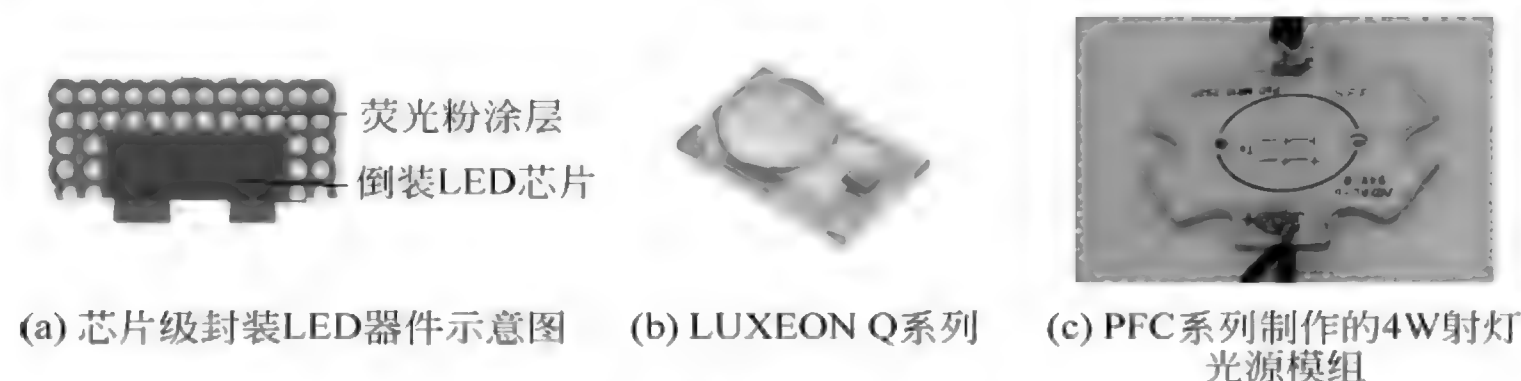 荧光粉涂层
倒装LED芯片
(a) 芯片级封装LED器件示意图
(b) LUXEON Q系列
(c) PFC系列制作的4W射灯
光源模组